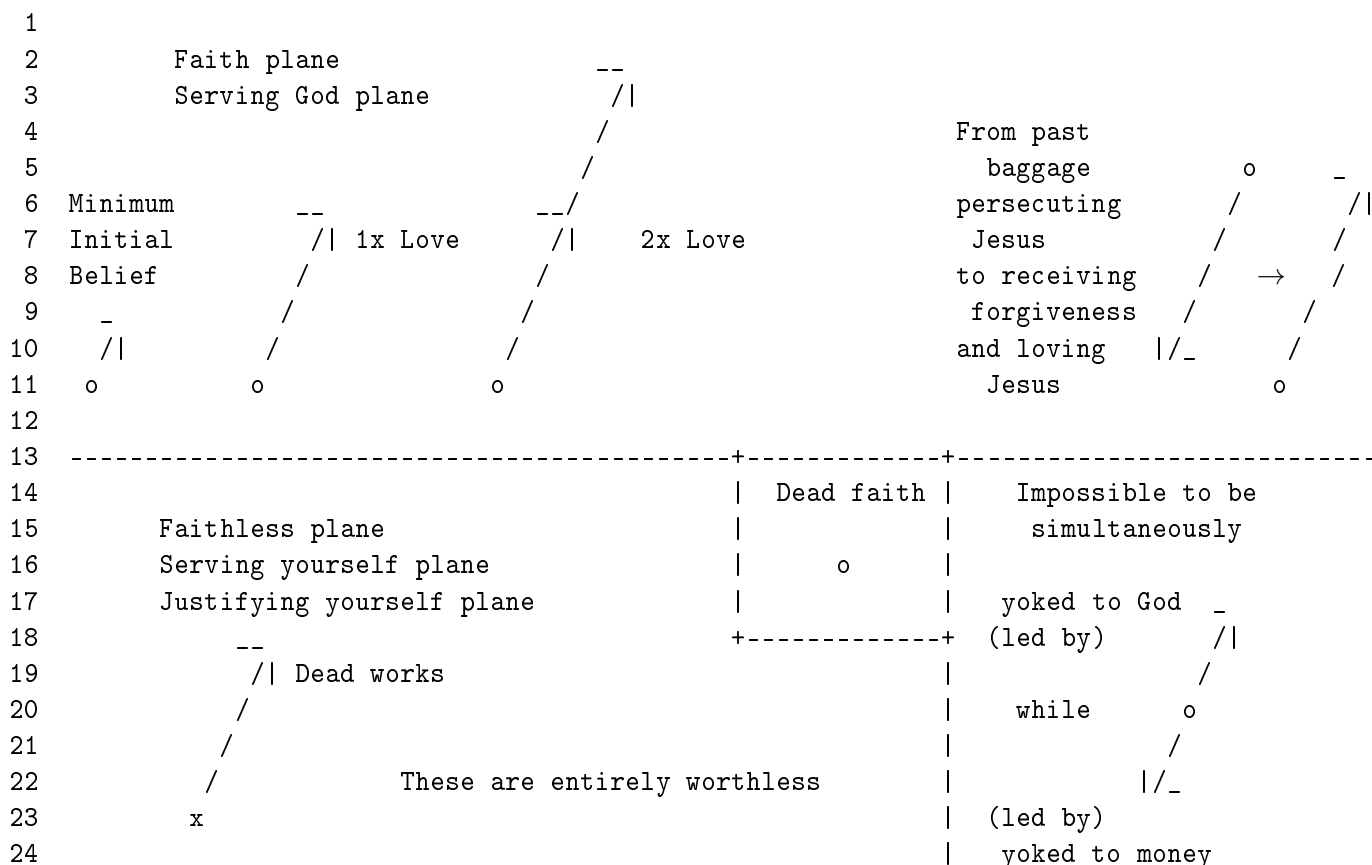 1
2         Faith plane                 __
3         Serving God plane            /|
4                                     /                       From past
5                                    /                          baggage          o     _
6  Minimum        __              __/                         persecuting       /       /|
7  Initial         /| 1x Love      /|    2x Love               Jesus           /       /
8  Belief         /               /                           to receiving    /   →   /
9    _           /               /                             forgiveness   /      /
10   /|         /               /                             and loving   |/_     /
11  o          o               o                                Jesus             o
12
13 --------------------------------------------+-------------+----------------------------
14                                             |  Dead faith |    Impossible to be
15       Faithless plane                       |             |     simultaneously
16       Serving yourself plane                |      o      |
17       Justifying yourself plane             |             |   yoked to God  _
18            __                               +-------------+  (led by)       /|
19             /| Dead works                                 |                /
20            /                                              |    while      o
21           /                                               |              /
22          /            These are entirely worthless        |            |/_
23         x                                                 |  (led by)
24                                                           |   yoked to money